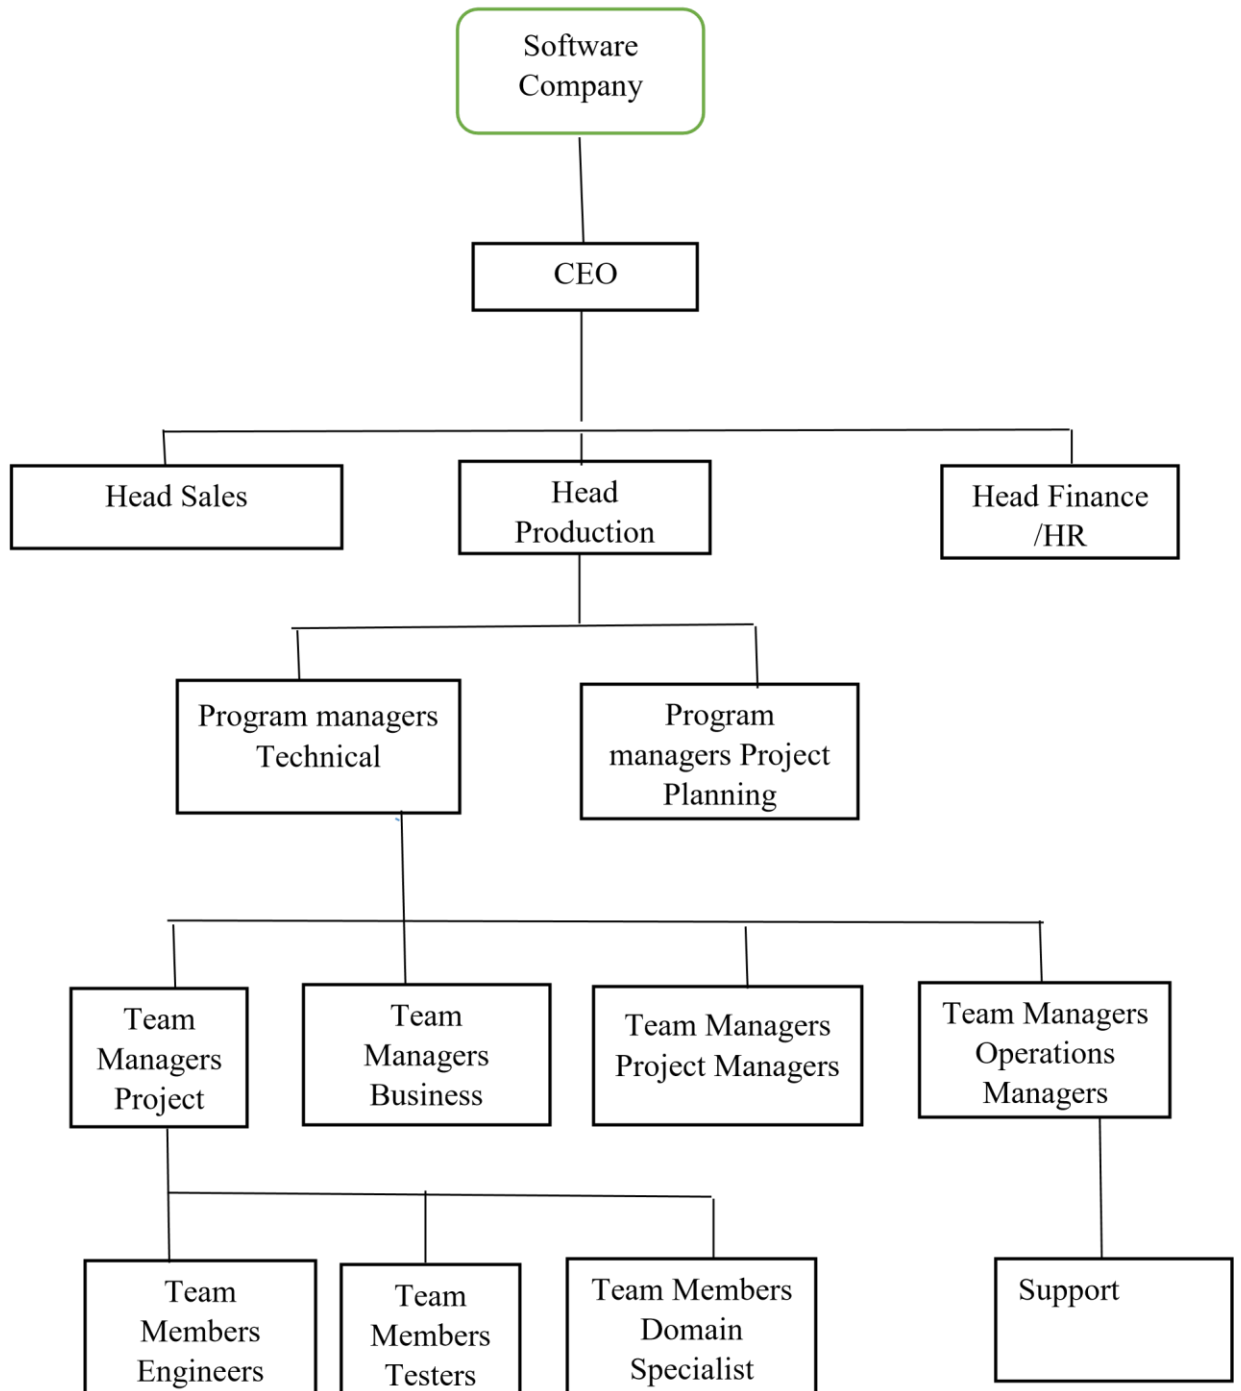 Software
Company
CEO
Head Sales
Head
Production
Head Finance
/HR
Program managers
Technical
Program
managers Project
Planning
Team
Managers
Project
Team
Managers
Business
Team Managers
Project Managers
Team Managers
Operations
Managers
Team
Members
Engineers
Team
Members
Testers
Team Members
Domain
Specialist
Support